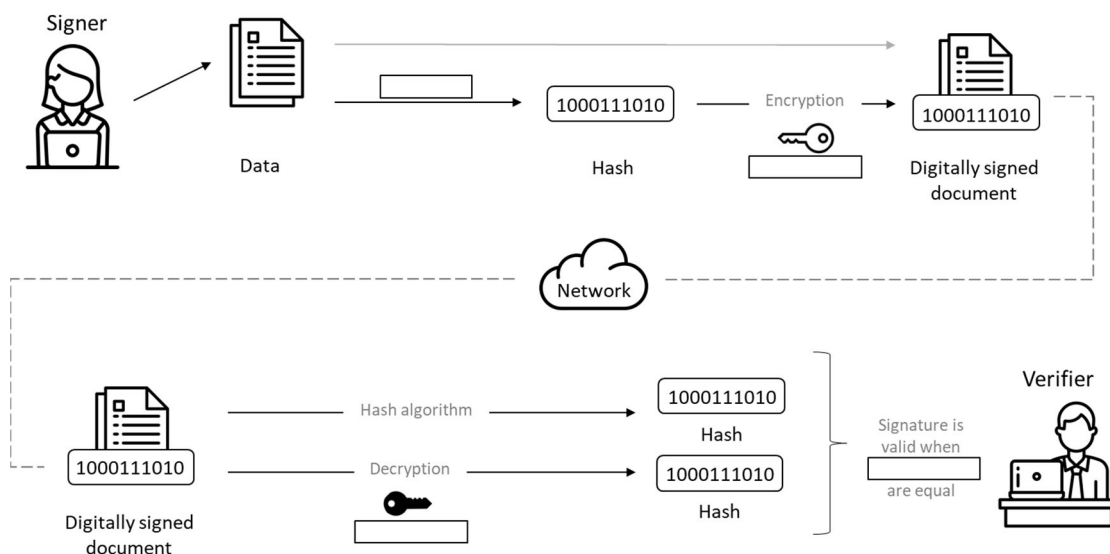 Signer
1000111010
Encryption
1000111010
Data
Hash
Digitally signed
document
Network
Verifier
Hash algorithm
1000111010
Hash
Signature is
valid when
are equal
1000111010
Decryption
1000111010
Hash
Digitally signed
document